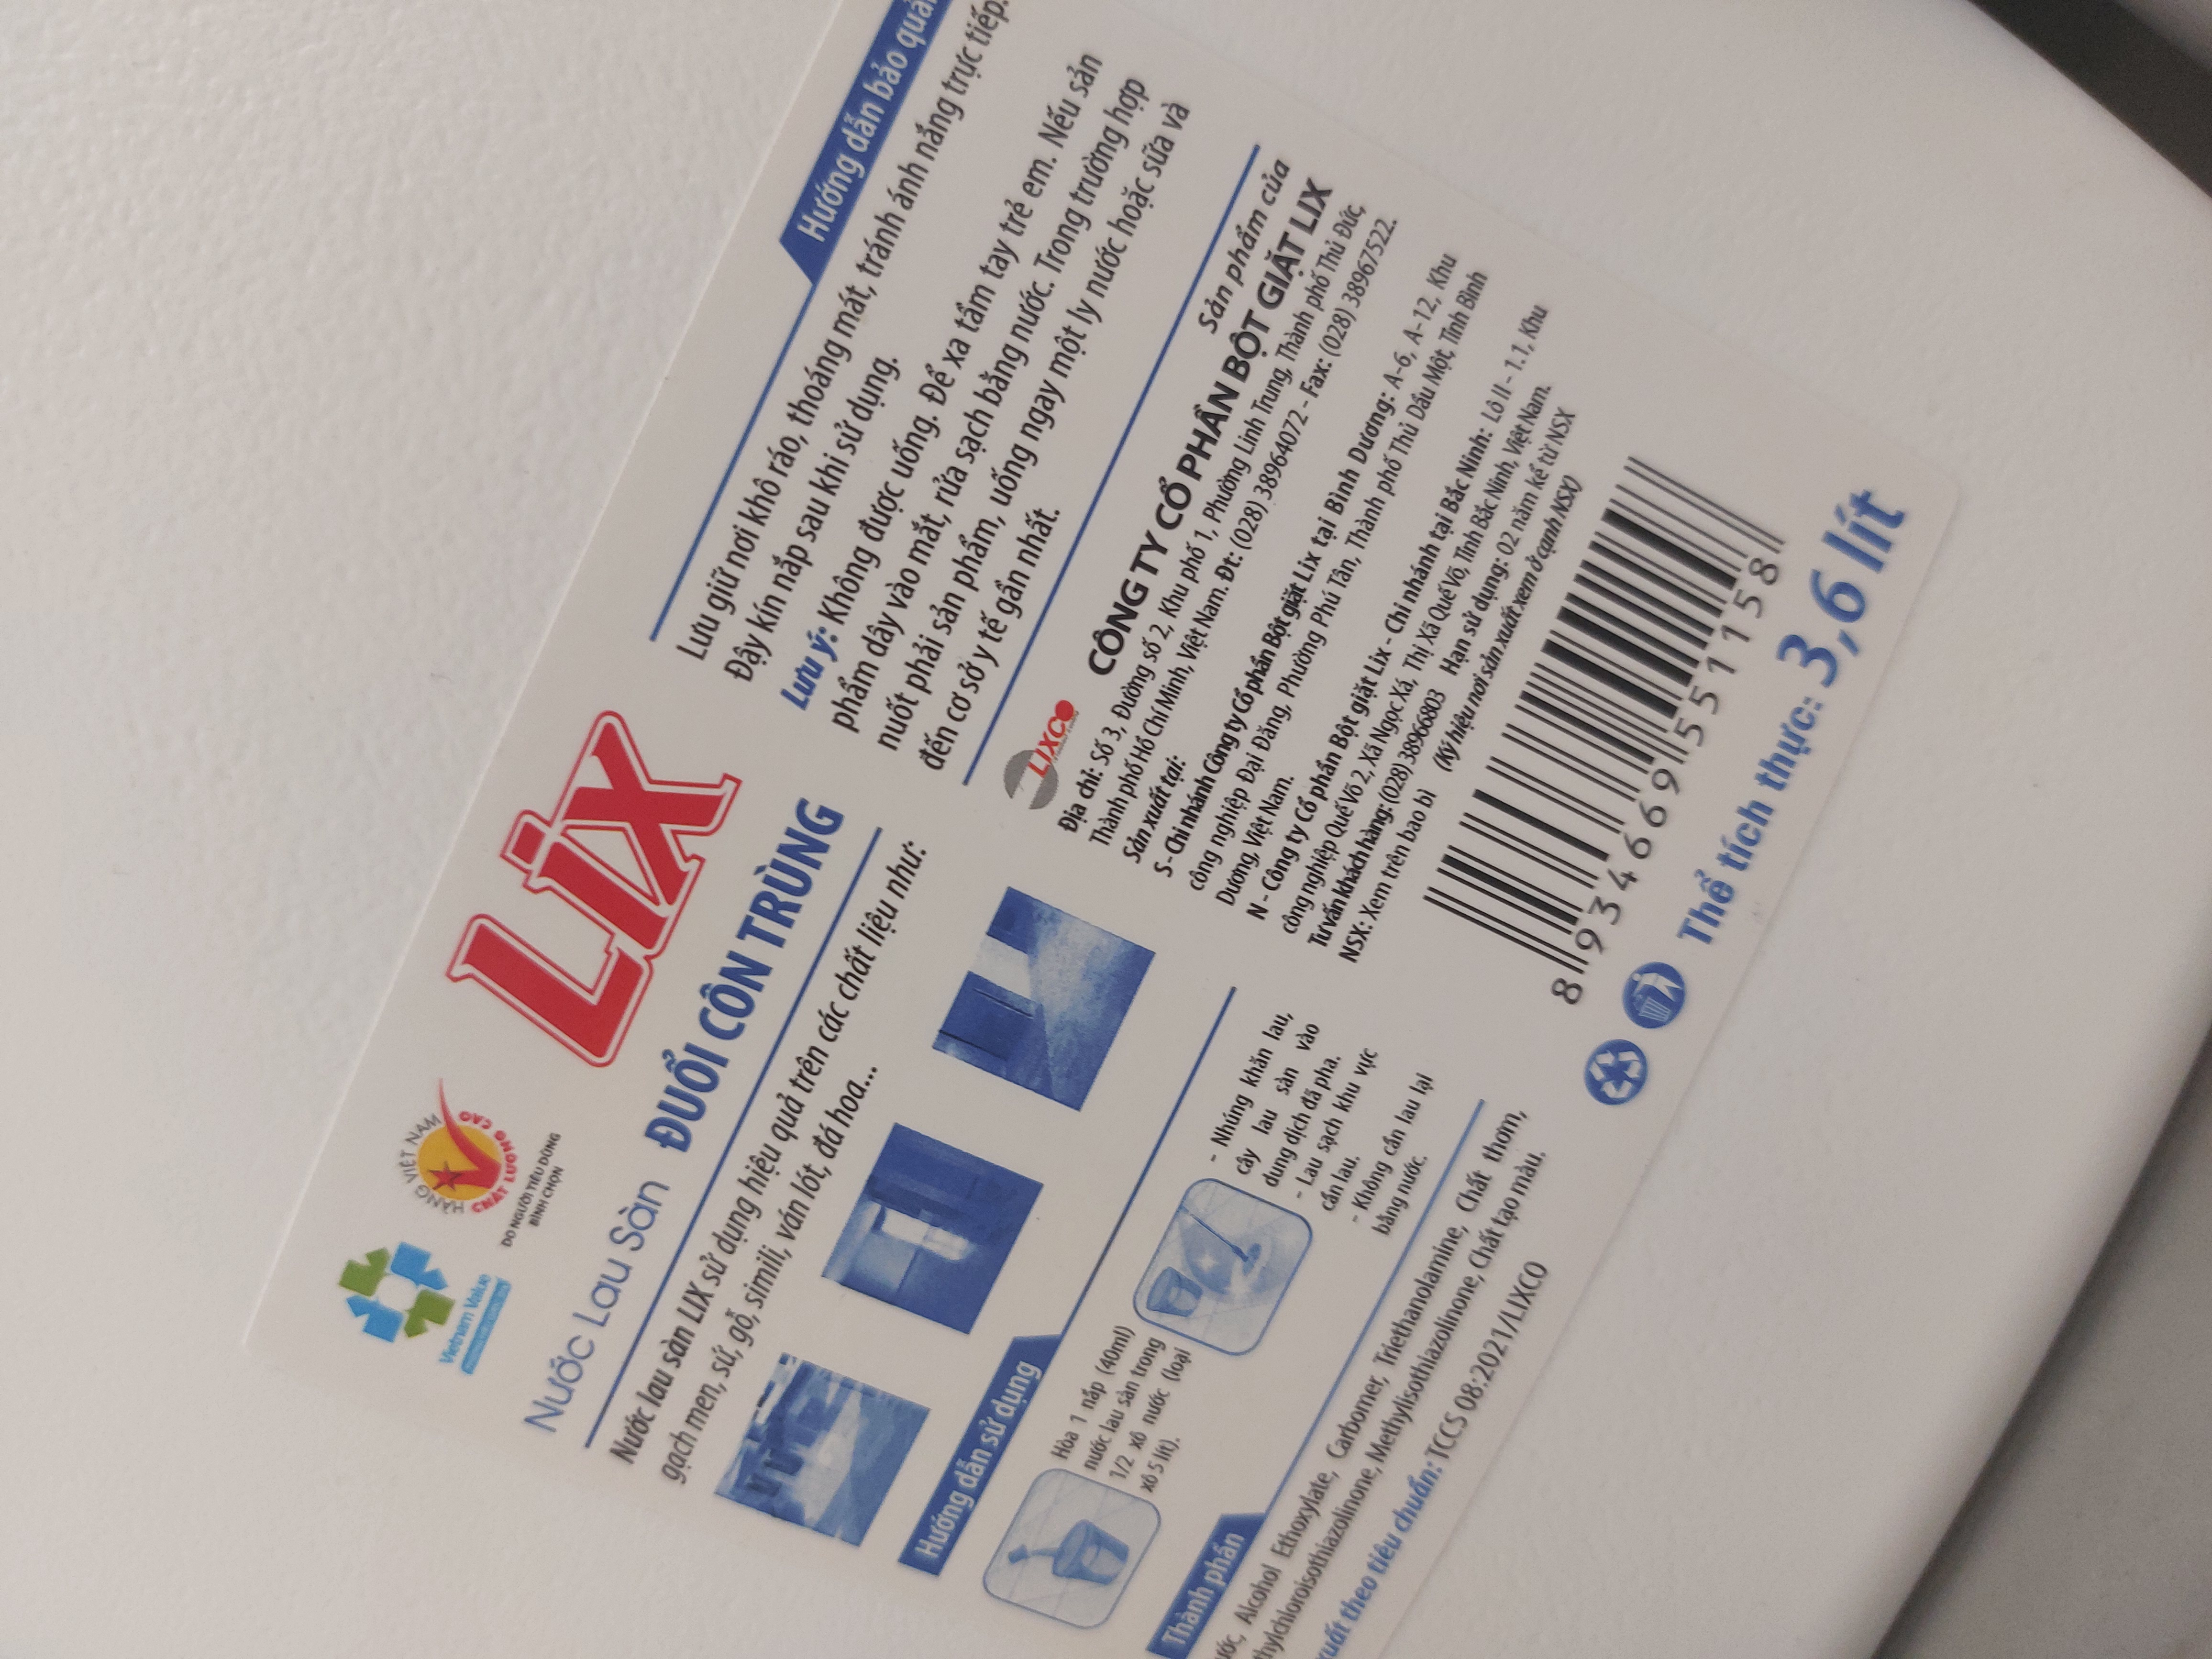 Vietnam Value
HÀNG VIỆT NAM
CHẤT LƯỢNG CAO
DO NGƯỜI TIÊU DÙNG
BÌNH CHỌN
Lix
Nước Lau Sàn ĐUỔI CÔN TRÙNG
Nước lau sàn LIX sử dụng hiệu quả trên các chất liệu như:
gạch men, sứ, gỗ, simili, ván lót, đá hoa...
Hướng dẫn sử dụng
Hòa 1 nắp (40ml)
nước lau sàn trong
1/2 xô nước (loại
xô 5 lít).
- Nhúng khăn lau,
cây lau sàn vào
dung dịch đã pha.
- Lau sạch khu vực
cần lau.
- Không cần lau lại
bằng nước.
Thành phần
Alcohol Ethoxylate, Carbomer, Triethanolamine, Chất thơm,
Methylisothiazolinone, Chất tạo màu.
theo tiêu chuẩn: TCCS 08:2021/LIXCO
Hướng dẫn bảo
Lưu giữ nơi khô ráo, thoáng mát, tránh ánh nắng trực tiếp.
Đậy kín nắp sau khi sử dụng.
Lưu ý: Không được uống. Để xa tầm tay trẻ em. Nếu sản
phẩm dây vào mắt, rửa sạch bằng nước. Trong trường hợp
nuốt phải sản phẩm, uống ngay một ly nước hoặc sữa và
đến cơ sở y tế gần nhất.
LIXCO
Sản phẩm của
CÔNG TY CỔ PHẦN BỘT GIẶT LIX
Địa chỉ: Số 3, Đường số 2, Khu phố 1, Phường Linh Trung, Thành phố Thủ Đức,
Thành phố Hồ Chí Minh, Việt Nam. Đt: (028) 38964072 - Fax: (028) 38967522.
Sản xuất tại:
S - Chi nhánh Công ty Cổ phần Bột giặt Lix tại Bình Dương: A-6, A-12, Khu
công nghiệp Đại Đăng, Phường Phú Tân, Thành phố Thủ Dầu Một, Tỉnh Bình
Dương, Việt Nam.
N - Công ty Cổ phần Bột giặt Lix - Chi nhánh tại Bắc Ninh: Lô II - 1.1, Khu
công nghiệp Quế Võ 2, Xã Ngọc Xá, Thị Xã Quế Võ, Tỉnh Bắc Ninh, Việt Nam.
Tư vấn khách hàng: (028) 38966803 Hạn sử dụng: 02 năm kể từ NSX
NSX: Xem trên bao bì (Ký hiệu nơi sản xuất xem ở cạnh NSX)
8 934669 551158
Thể tích thực: 3,6 lít